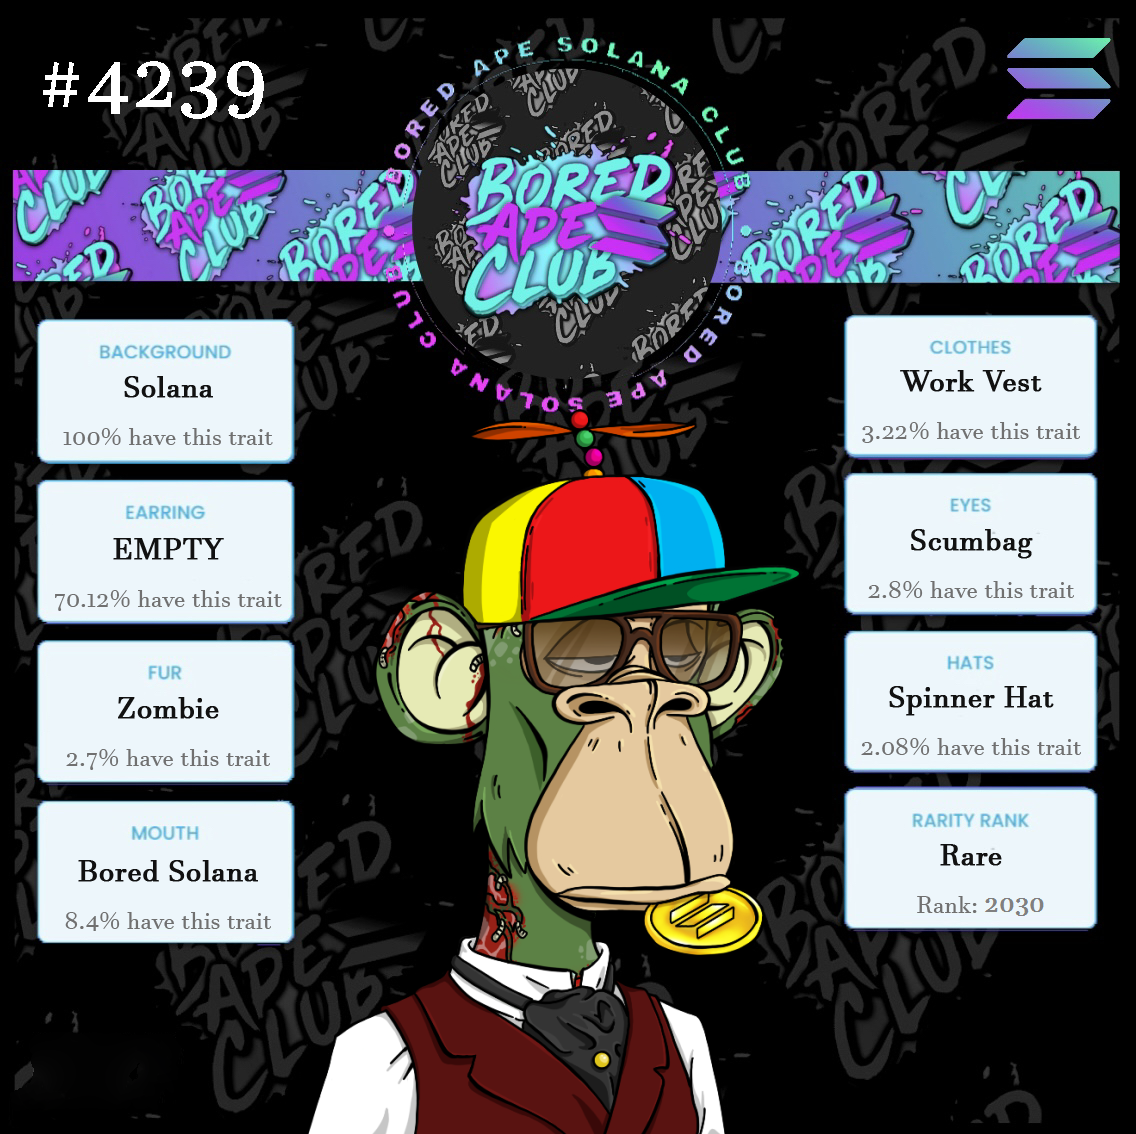 #4239
BORED APE SOLANA CLUB
BORED APE SOLANA CLUB
BORED
APE
CLUB
BACKGROUND
Solana
100% have this trait
EARRING
EMPTY
70.12% have this trait
FUR
Zombie
2.7% have this trait
MOUTH
Bored Solana
8.4% have this trait
CLOTHES
Work Vest
3.22% have this trait
EYES
Scumbag
2.8% have this trait
HATS
Spinner Hat
2.08% have this trait
RARITY RANK
Rare
Rank: 2030